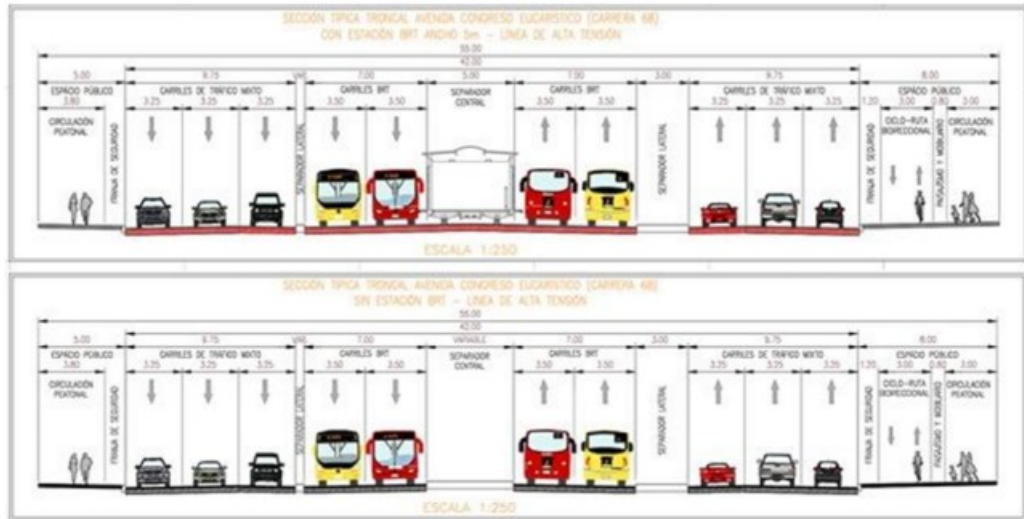 SECCIÓN TIPICA TRONCAL AVENIDA CONGRESO EUCARISTICO (CARRERA 68)
CON ESTACIÓN BRT ANCHO 5m - LINEA DE ALTA TENSIÓN
55.00
42.00
5.00 9.75 VAR 7.00 5.00 7.00 3.00 9.75 8.00
ESPACIO PÚBLICO CARRILES DE TRÁFICO MIXTO CARRILES BRT SEPARADOR CENTRAL CARRILES BRT CARRILES DE TRÁFICO MIXTO ESPACIO PÚBLICO
3.80 3.25 3.25 3.25 3.50 3.50 3.50 3.50 3.25 3.25 3.25 1.20 3.00 0.80 3.00
CIRCULACIÓN PEATONAL
FRANJA DE SEGURIDAD
SEPARADOR LATERAL
SEPARADOR LATERAL
FRANJA DE SEGURIDAD
CICLO-RUTA BIDIRECCIONAL
PAISAJISMO Y MOBILIARIO
CIRCULACIÓN PEATONAL
ESCALA 1:250
SECCIÓN TIPICA TRONCAL AVENIDA CONGRESO EUCARISTICO (CARRERA 68)
SIN ESTACIÓN BRT - LINEA DE ALTA TENSIÓN
55.00
42.00
5.00 9.75 VAR 7.00 VARIABLE 7.00 3.00 9.75 8.00
ESPACIO PÚBLICO CARRILES DE TRÁFICO MIXTO CARRILES BRT SEPARADOR CENTRAL CARRILES BRT CARRILES DE TRÁFICO MIXTO ESPACIO PÚBLICO
3.80 3.25 3.25 3.25 3.50 3.50 3.50 3.50 3.25 3.25 3.25 1.20 3.00 0.80 3.00
CIRCULACIÓN PEATONAL
FRANJA DE SEGURIDAD
SEPARADOR LATERAL
SEPARADOR LATERAL
FRANJA DE SEGURIDAD
CICLO-RUTA BIDIRECCIONAL
PAISAJISMO Y MOBILIARIO
CIRCULACIÓN PEATONAL
ESCALA 1:250